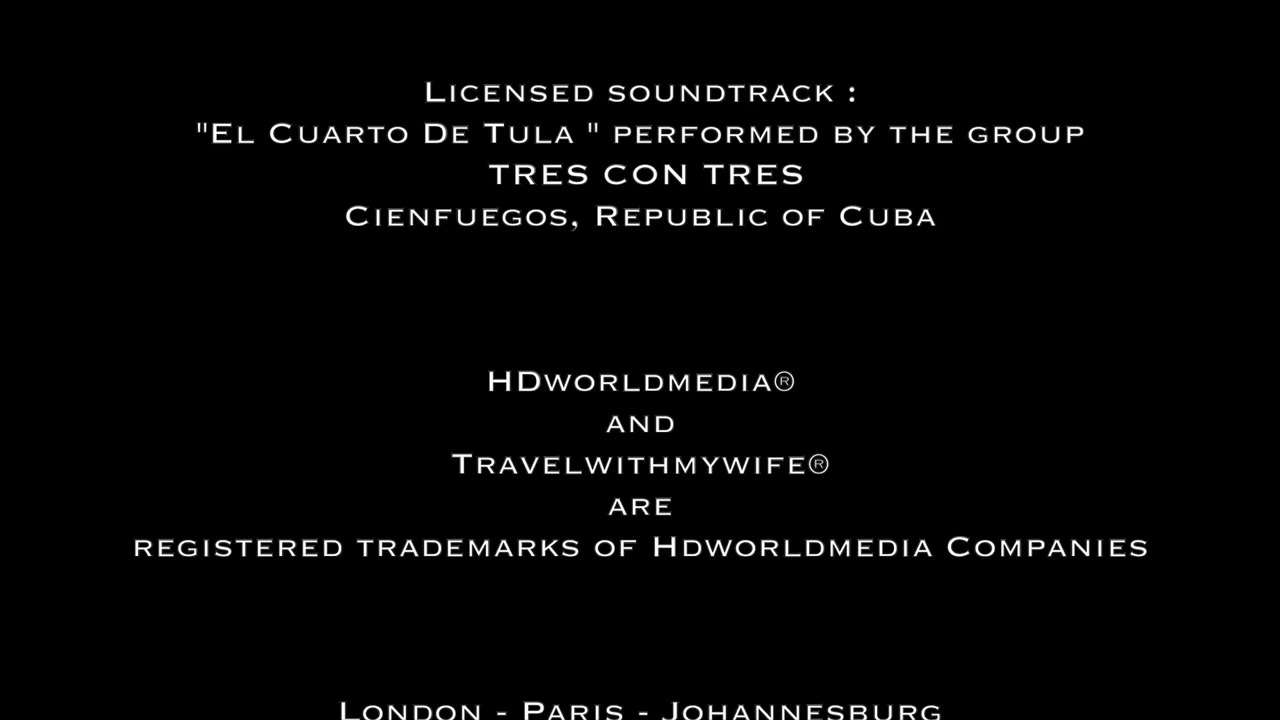 Licensed soundtrack :
"El Cuarto De Tula " performed by the group
TRES CON TRES
Cienfuegos, Republic of Cuba
HDworldmedia®
and
Travelwithmywife®
are
registered trademarks of Hdworldmedia Companies
London - Paris - Johannesburg